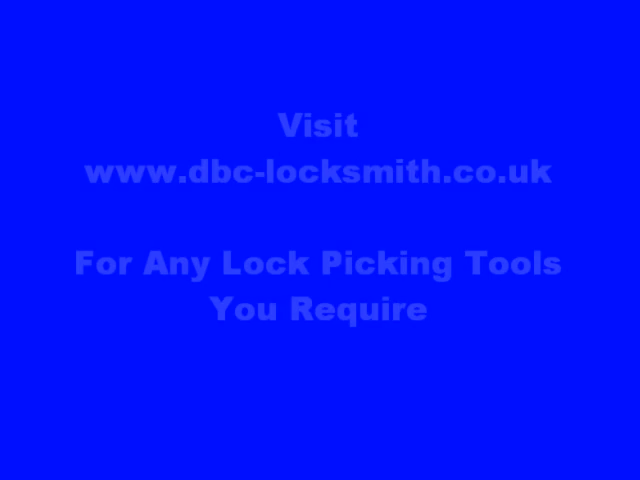 Visit
www.dbc-locksmith.co.uk
For Any Lock Picking Tools
You Require